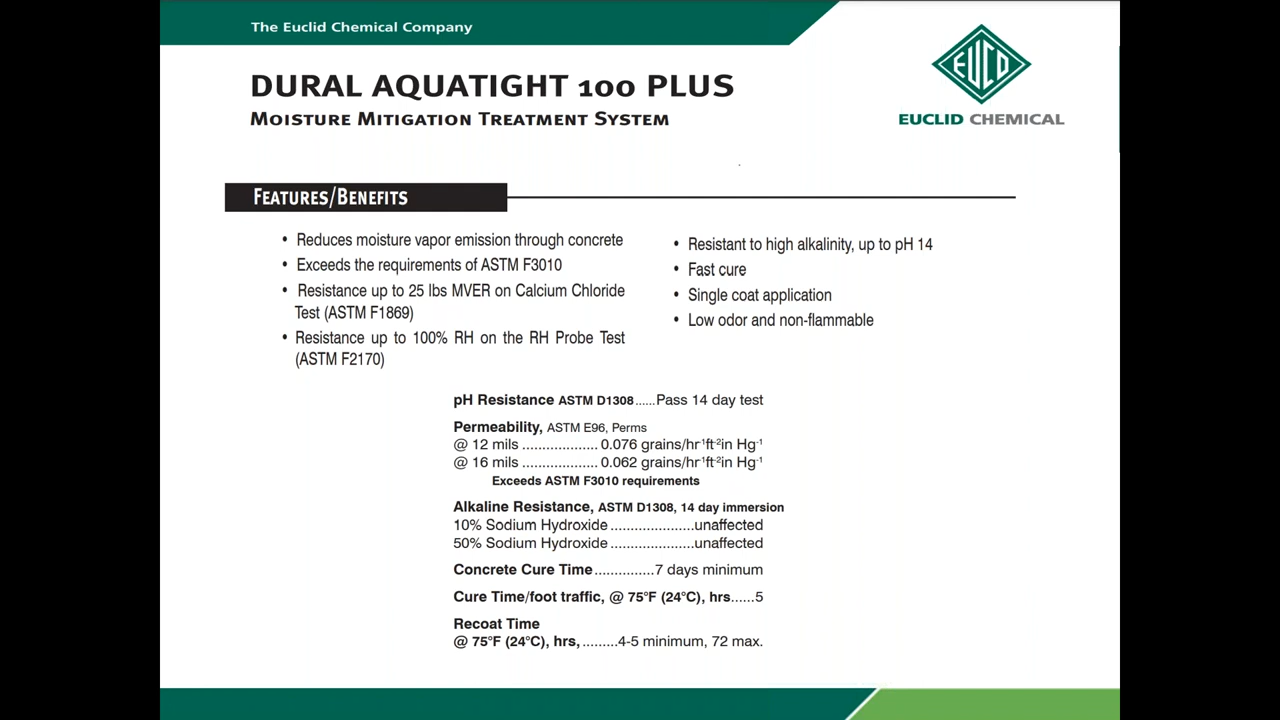 The Euclid Chemical Company
EUCO
EUCLID CHEMICAL
DURAL AQUATIGHT 100 PLUS
MOISTURE MITIGATION TREATMENT SYSTEM
FEATURES/BENEFITS
• Reduces moisture vapor emission through concrete
• Exceeds the requirements of ASTM F3010
• Resistance up to 25 lbs MVER on Calcium Chloride
Test (ASTM F1869)
• Resistance up to 100% RH on the RH Probe Test
(ASTM F2170)
• Resistant to high alkalinity, up to pH 14
• Fast cure
• Single coat application
• Low odor and non-flammable
pH Resistance ASTM D1308......Pass 14 day test
Permeability, ASTM E96, Perms
@ 12 mils ................... 0.076 grains/hr⁻¹ft⁻²in Hg⁻¹
@ 16 mils ................... 0.062 grains/hr⁻¹ft⁻²in Hg⁻¹
Exceeds ASTM F3010 requirements
Alkaline Resistance, ASTM D1308, 14 day immersion
10% Sodium Hydroxide .....................unaffected
50% Sodium Hydroxide .....................unaffected
Concrete Cure Time...............7 days minimum
Cure Time/foot traffic, @ 75°F (24°C), hrs......5
Recoat Time
@ 75°F (24°C), hrs, .........4-5 minimum, 72 max.